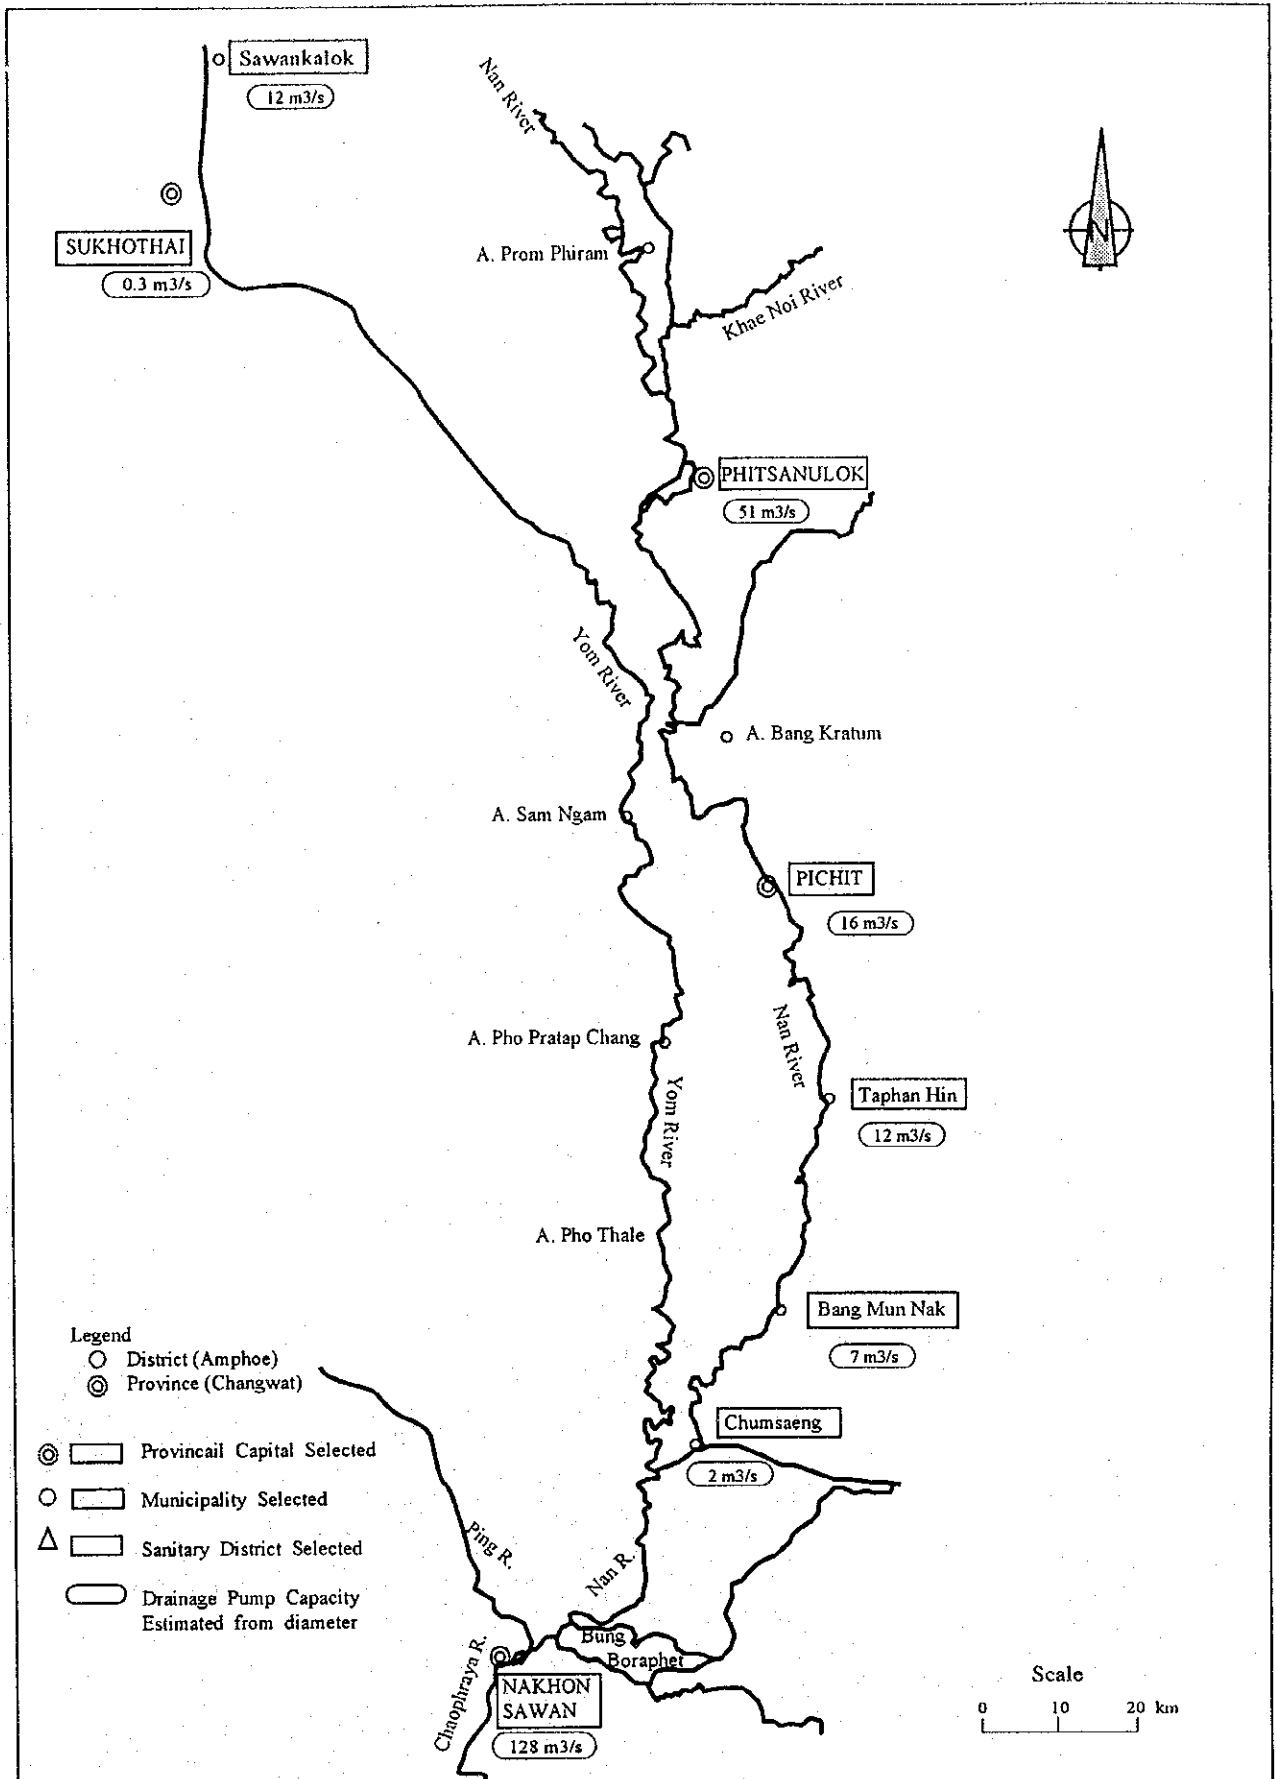 Sawankalok
12 m3/s
Nan River
N
SUKHOTHAI
0.3 m3/s
A. Prom Phiram
Khae Noi River
PHITSANULOK
51 m3/s
Yom River
A. Bang Kratum
A. Sam Ngam
PICHIT
16 m3/s
Nan River
A. Pho Pratap Chang
Yom River
Taphan Hin
12 m3/s
A. Pho Thale
Bang Mun Nak
7 m3/s
Chumsaeng
2 m3/s
Legend
District (Amphoe)
Province (Changwat)
Provincail Capital Selected
Municipality Selected
Sanitary District Selected
Drainage Pump Capacity
Estimated from diameter
Ping R.
Nan R.
Bung
Boraphet
Chaophraya R.
NAKHON
SAWAN
128 m3/s
Scale
0 10 20 km